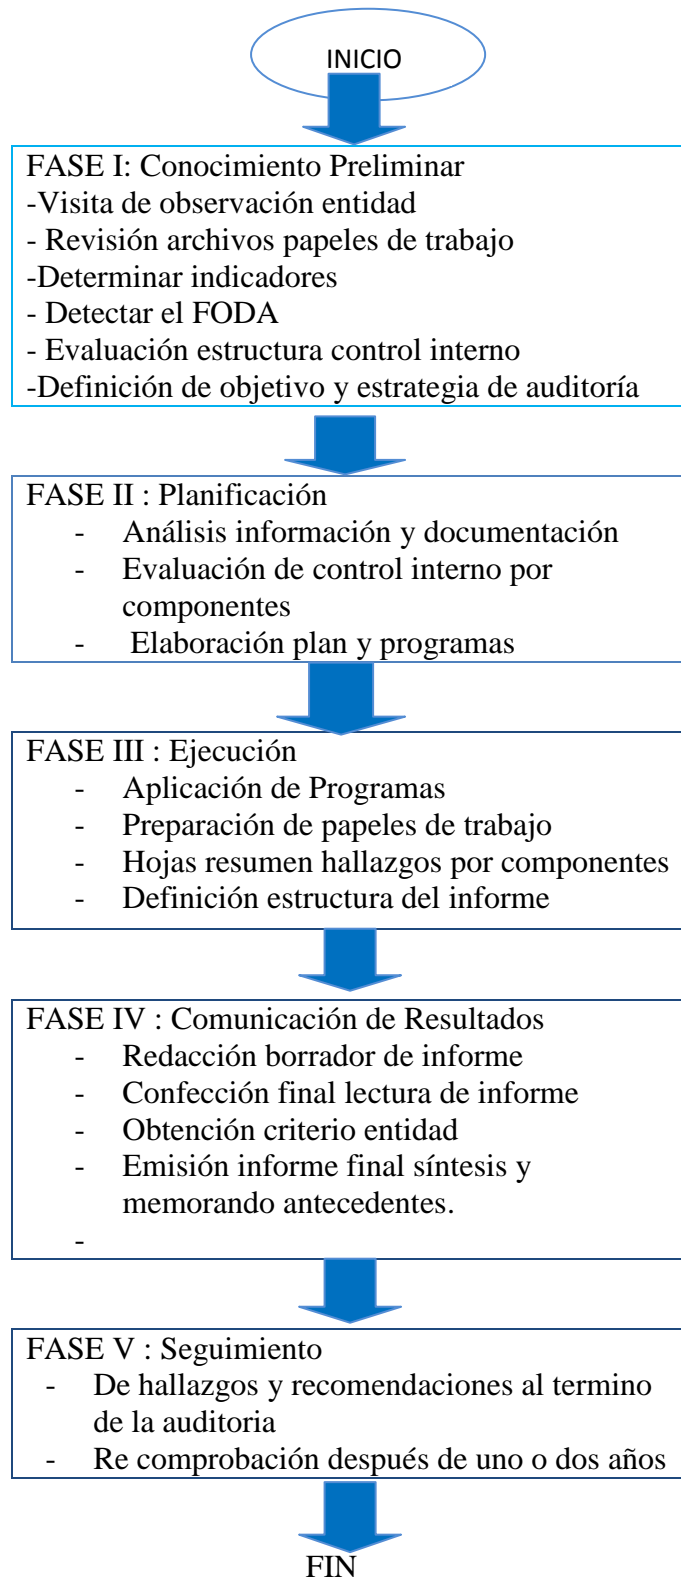 INICIO
FASE I: Conocimiento Preliminar
-Visita de observación entidad
- Revisión archivos papeles de trabajo
-Determinar indicadores
- Detectar el FODA
- Evaluación estructura control interno
-Definición de objetivo y estrategia de auditoría
FASE II : Planificación
- Análisis información y documentación
- Evaluación de control interno por
componentes
- Elaboración plan y programas
FASE III : Ejecución
- Aplicación de Programas
- Preparación de papeles de trabajo
- Hojas resumen hallazgos por componentes
- Definición estructura del informe
FASE IV : Comunicación de Resultados
- Redacción borrador de informe
- Confección final lectura de informe
- Obtención criterio entidad
- Emisión informe final síntesis y
memorando antecedentes.
-
FASE V : Seguimiento
- De hallazgos y recomendaciones al termino
de la auditoria
- Re comprobación después de uno o dos años
FIN